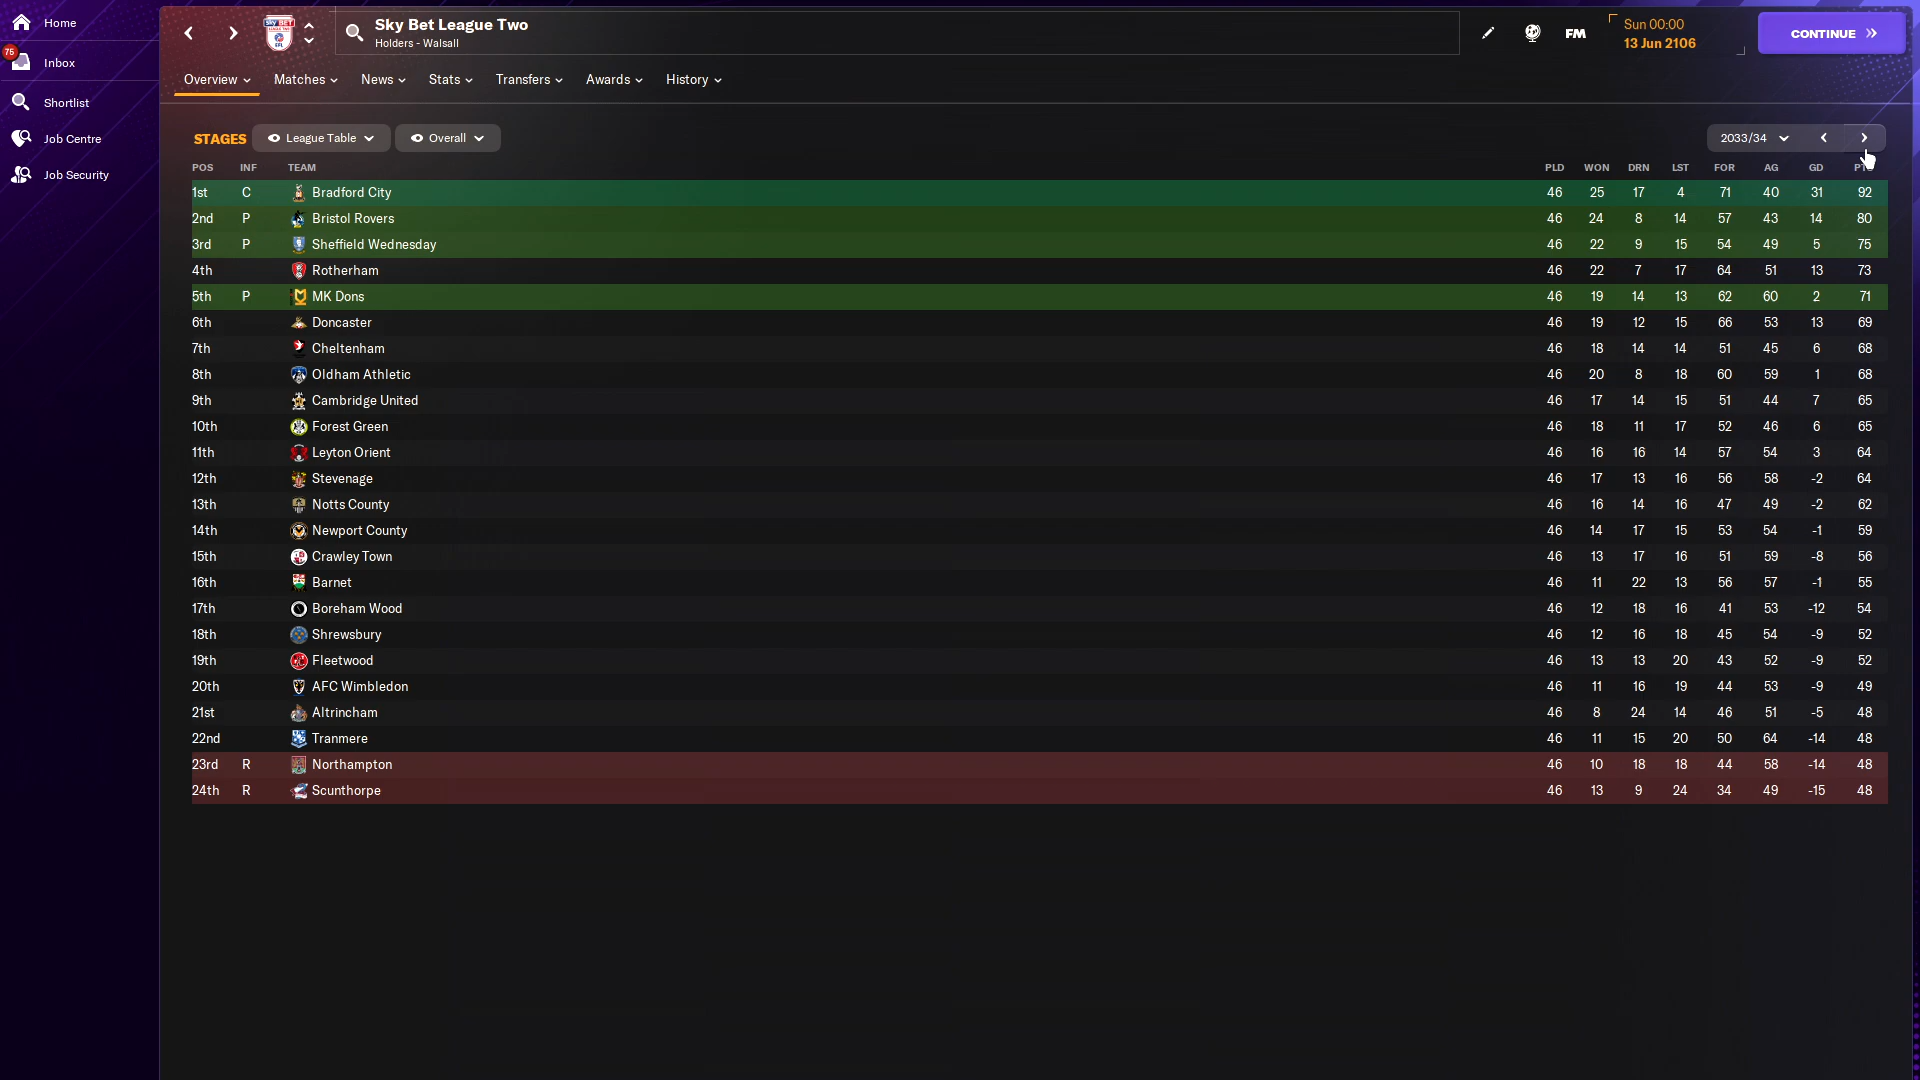 Home
75
Inbox
Shortlist
Job Centre
Job Security
Sky Bet League Two
Holders - Walsall
FM
Sun 00:00
13 Jun 2106
CONTINUE
Overview Matches News Stats Transfers Awards History
STAGES League Table Overall 2033/34
POS INF TEAM PLD WON DRN LST FOR AG GD
1st C Bradford City 46 25 17 4 71 40 31 92
2nd P Bristol Rovers 46 24 8 14 57 43 14 80
3rd P Sheffield Wednesday 46 22 9 15 54 49 5 75
4th Rotherham 46 22 7 17 64 51 13 73
5th P MK Dons 46 19 14 13 62 60 2 71
6th Doncaster 46 19 12 15 66 53 13 69
7th Cheltenham 46 18 14 14 51 45 6 68
8th Oldham Athletic 46 20 8 18 60 59 1 68
9th Cambridge United 46 17 14 15 51 44 7 65
10th Forest Green 46 18 11 17 52 46 6 65
11th Leyton Orient 46 16 16 14 57 54 3 64
12th Stevenage 46 17 13 16 56 58 -2 64
13th Notts County 46 16 14 16 47 49 -2 62
14th Newport County 46 14 17 15 53 54 -1 59
15th Crawley Town 46 13 17 16 51 59 -8 56
16th Barnet 46 11 22 13 56 57 -1 55
17th Boreham Wood 46 12 18 16 41 53 -12 54
18th Shrewsbury 46 12 16 18 45 54 -9 52
19th Fleetwood 46 13 13 20 43 52 -9 52
20th AFC Wimbledon 46 11 16 19 44 53 -9 49
21st Altrincham 46 8 24 14 46 51 -5 48
22nd Tranmere 46 11 15 20 50 64 -14 48
23rd R Northampton 46 10 18 18 44 58 -14 48
24th R Scunthorpe 46 13 9 24 34 49 -15 48